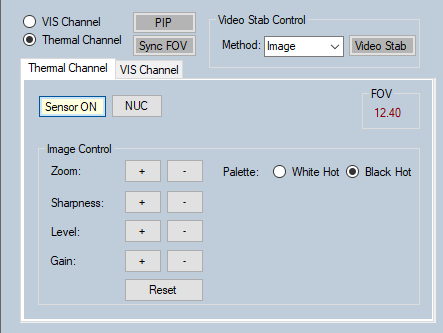 VIS Channel
PIP
Thermal Channel
Sync FOV
Video Stab Control
Method: Image Video Stab
Thermal Channel VIS Channel
Sensor ON NUC
FOV
12.40
Image Control
Zoom: + - Palette: White Hot Black Hot
Sharpness: + -
Level: + -
Gain: + -
Reset